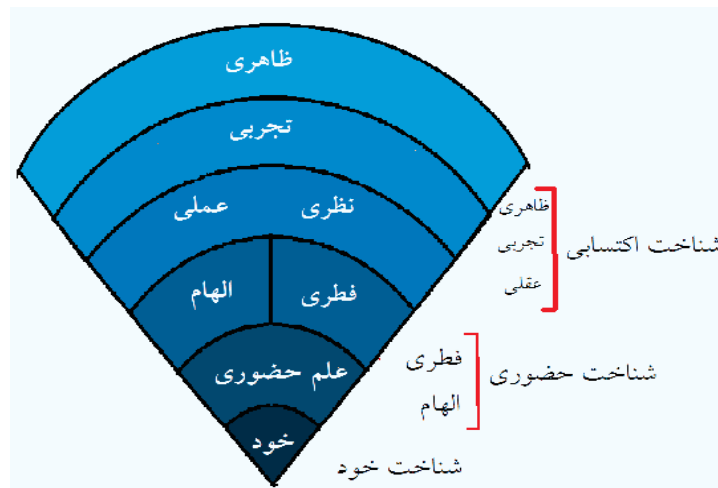 ظاهری
تجربی
نظری عملی
فطری الهام
علم حضوری
خود
ظاهری
تجربی
عقلی
شناخت اکتسابی
فطری
الهام
شناخت حضوری
شناخت خود